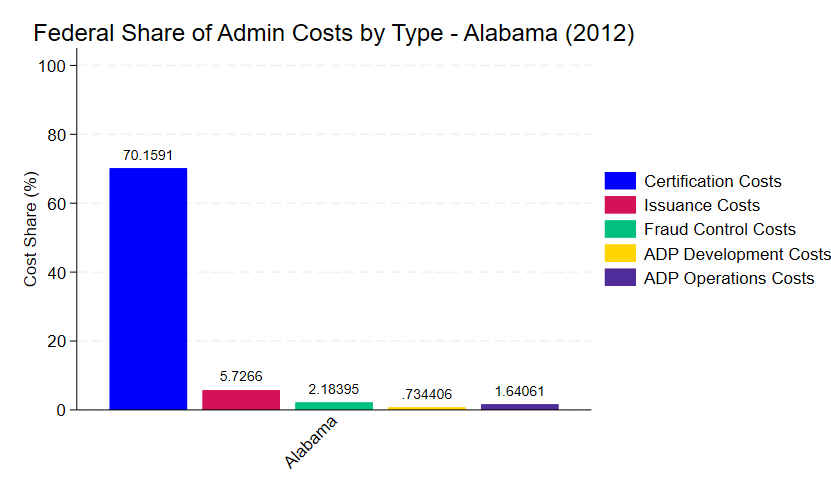 Federal Share of Admin Costs by Type - Alabama (2012)
Cost Share (%)
100
80
60
40
20
0
70.1591
5.7266
2.18395
.734406
1.64061
Alabama
Certification Costs
Issuance Costs
Fraud Control Costs
ADP Development Costs
ADP Operations Costs